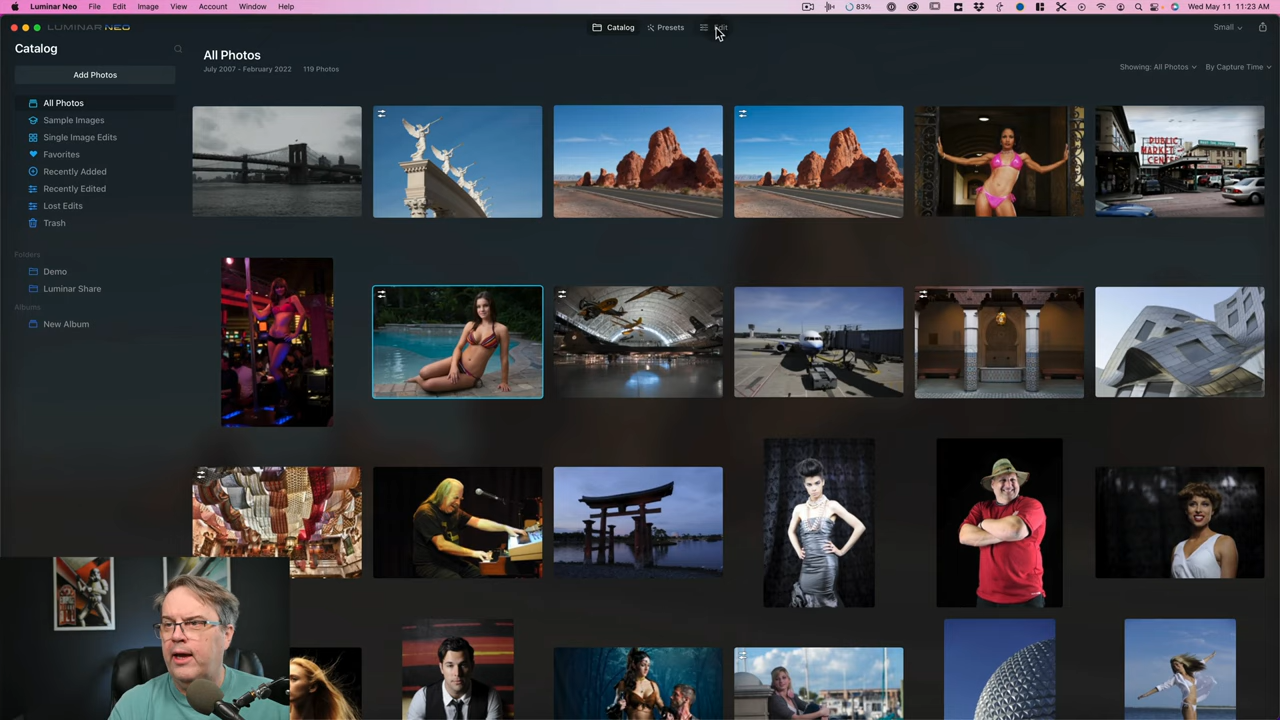 Luminar Neo File Edit Image View Account Window Help 83% Wed May 11 11:23 AM
LUMINAR NEO Catalog Presets Edit Small
Catalog
Add Photos
All Photos
Sample Images
Single Image Edits
Favorites
Recently Added
Recently Edited
Lost Edits
Trash
Folders
Demo
Luminar Share
Albums
New Album
All Photos
July 2007 - February 2022 119 Photos
Showing: All Photos By Capture Time
PUBLIC
MARKET
CENTER